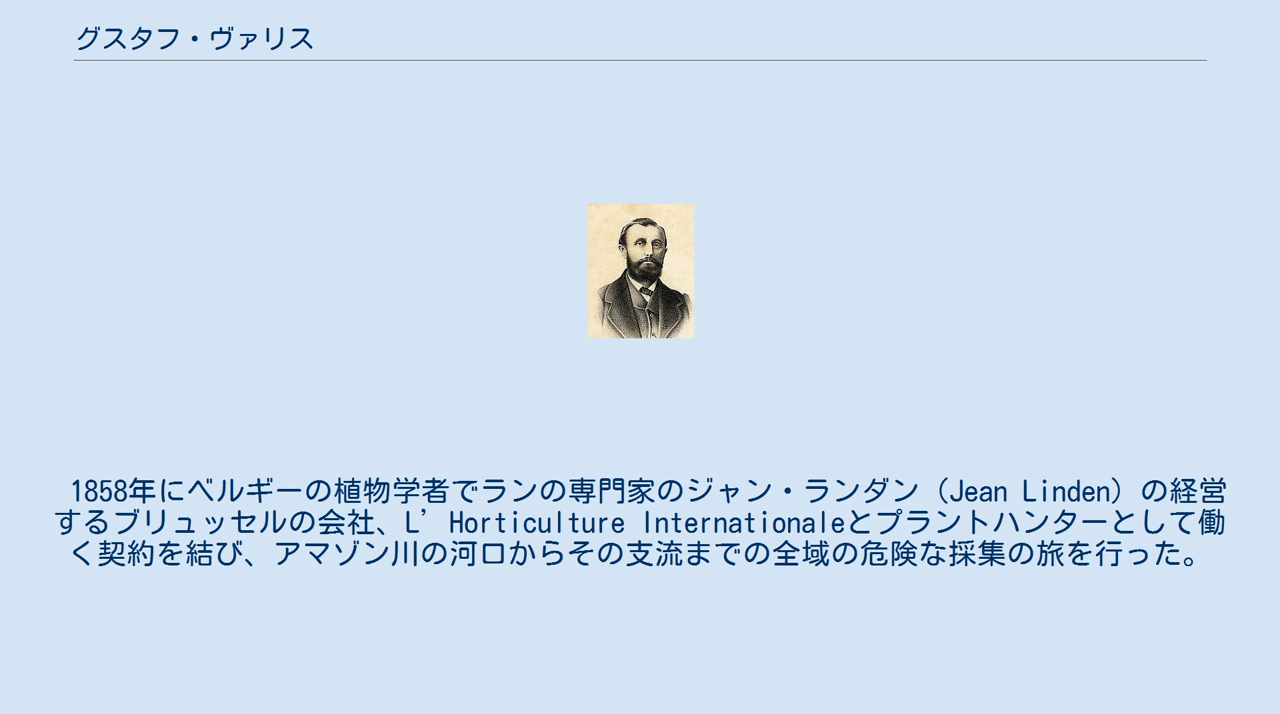 グスタフ・ヴァリス
1858年にベルギーの植物学者でランの専門家のジャン・ランダン（Jean Linden）の経営
するブリュッセルの会社、L’Horticulture Internationaleとプラントハンターとして働
く契約を結び、アマゾン川の河口からその支流までの全域の危険な採集の旅を行った。